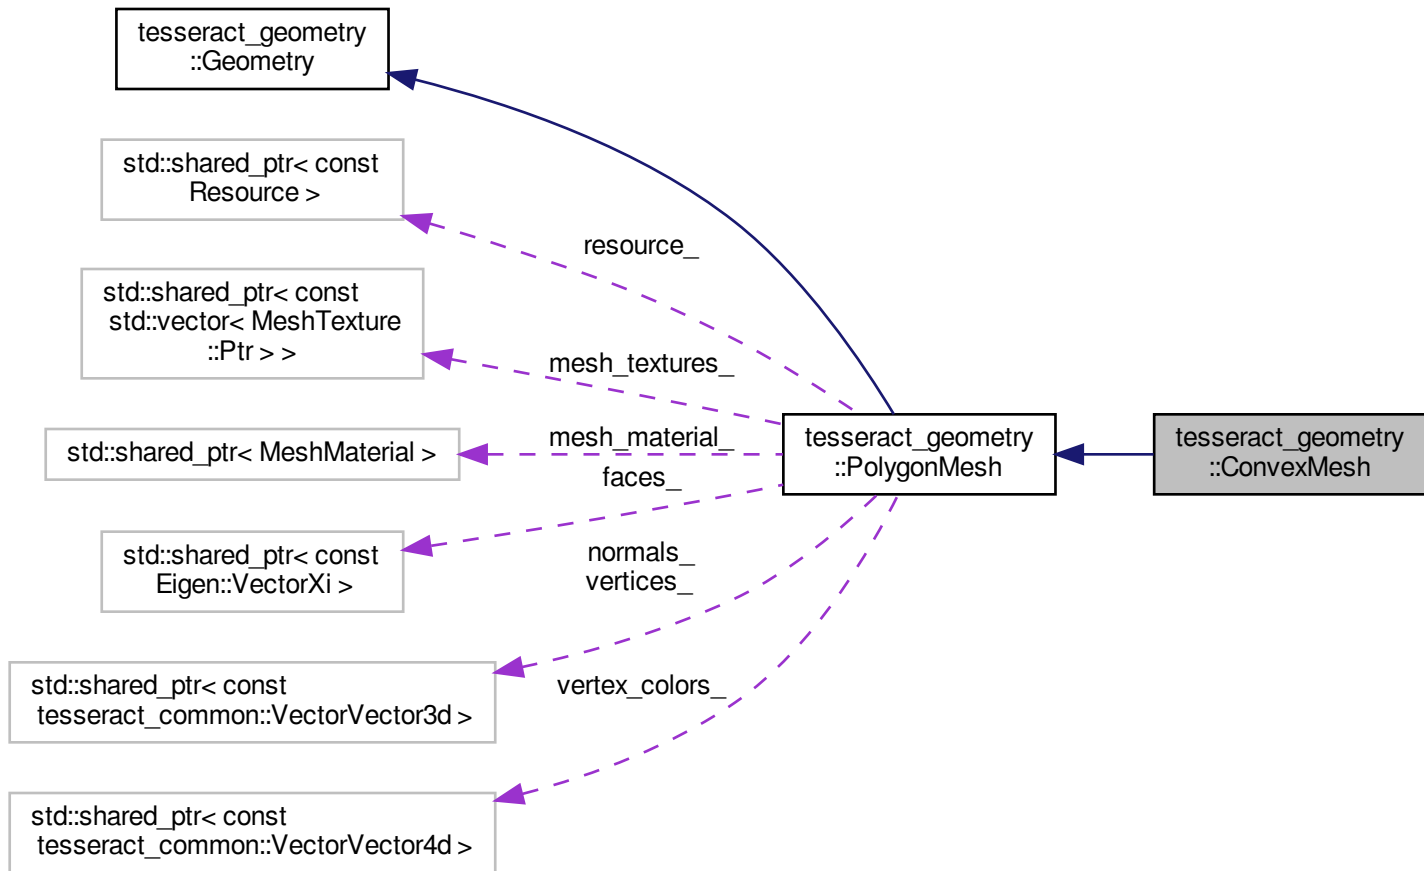 tesseract_geometry
::Geometry
std::shared_ptr< const
Resource >
resource_
std::shared_ptr< const
std::vector< MeshTexture
::Ptr > >
mesh_textures_
std::shared_ptr< MeshMaterial >
mesh_material_
tesseract_geometry
::PolygonMesh
tesseract_geometry
::ConvexMesh
faces_
std::shared_ptr< const
Eigen::VectorXi >
normals_
vertices_
std::shared_ptr< const
tesseract_common::VectorVector3d >
vertex_colors_
std::shared_ptr< const
tesseract_common::VectorVector4d >